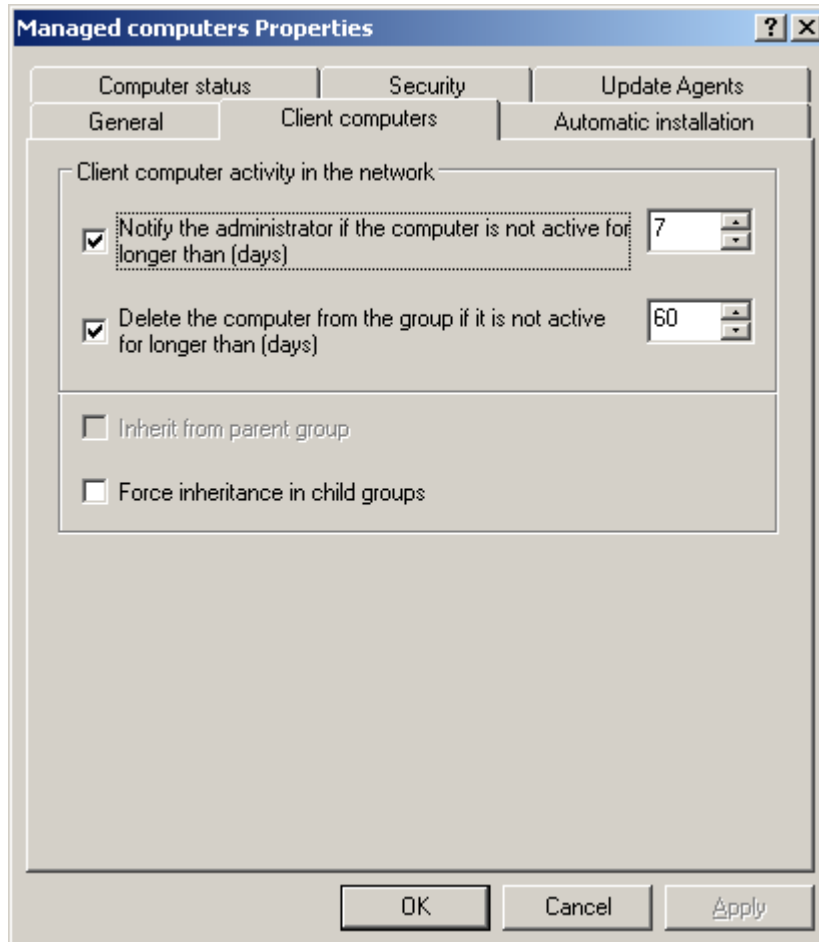 Managed computers Properties
Computer status
Security
Update Agents
General
Client computers
Automatic installation
Client computer activity in the network
Notify the administrator if the computer is not active for
longer than (days)
7
Delete the computer from the group if it is not active
for longer than (days)
60
Inherit from parent group
Force inheritance in child groups
OK
Cancel
Apply